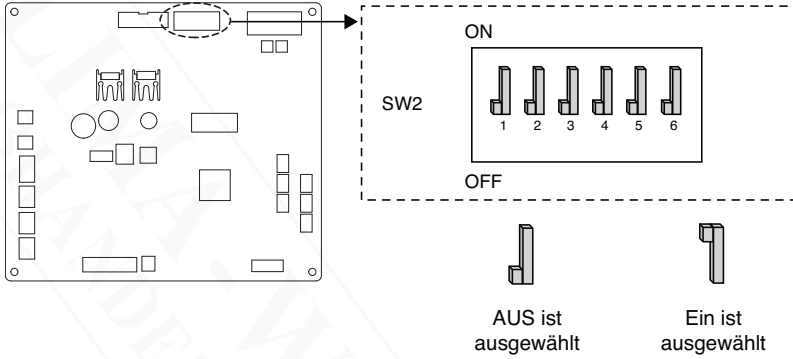 ON
SW2
1 2 3 4 5 6
OFF
AUS ist
ausgewählt
Ein ist
ausgewählt